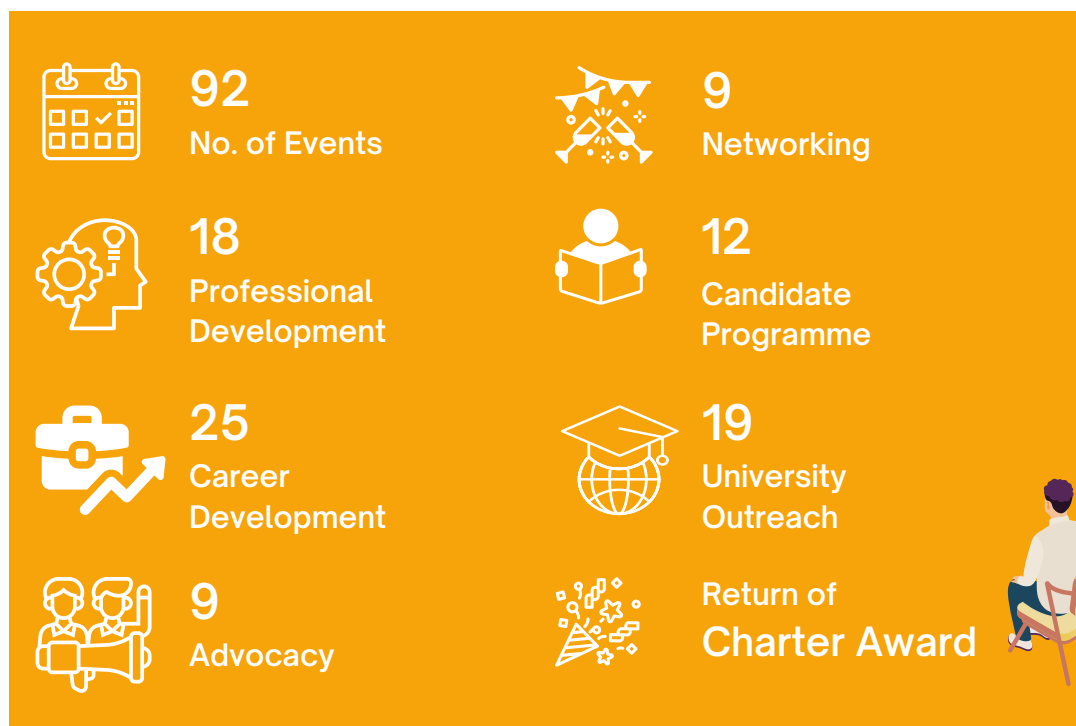 92
No. of Events
9
Networking
18
Professional
Development
12
Candidate
Programme
25
Career
Development
19
University
Outreach
9
Advocacy
Return of
Charter Award